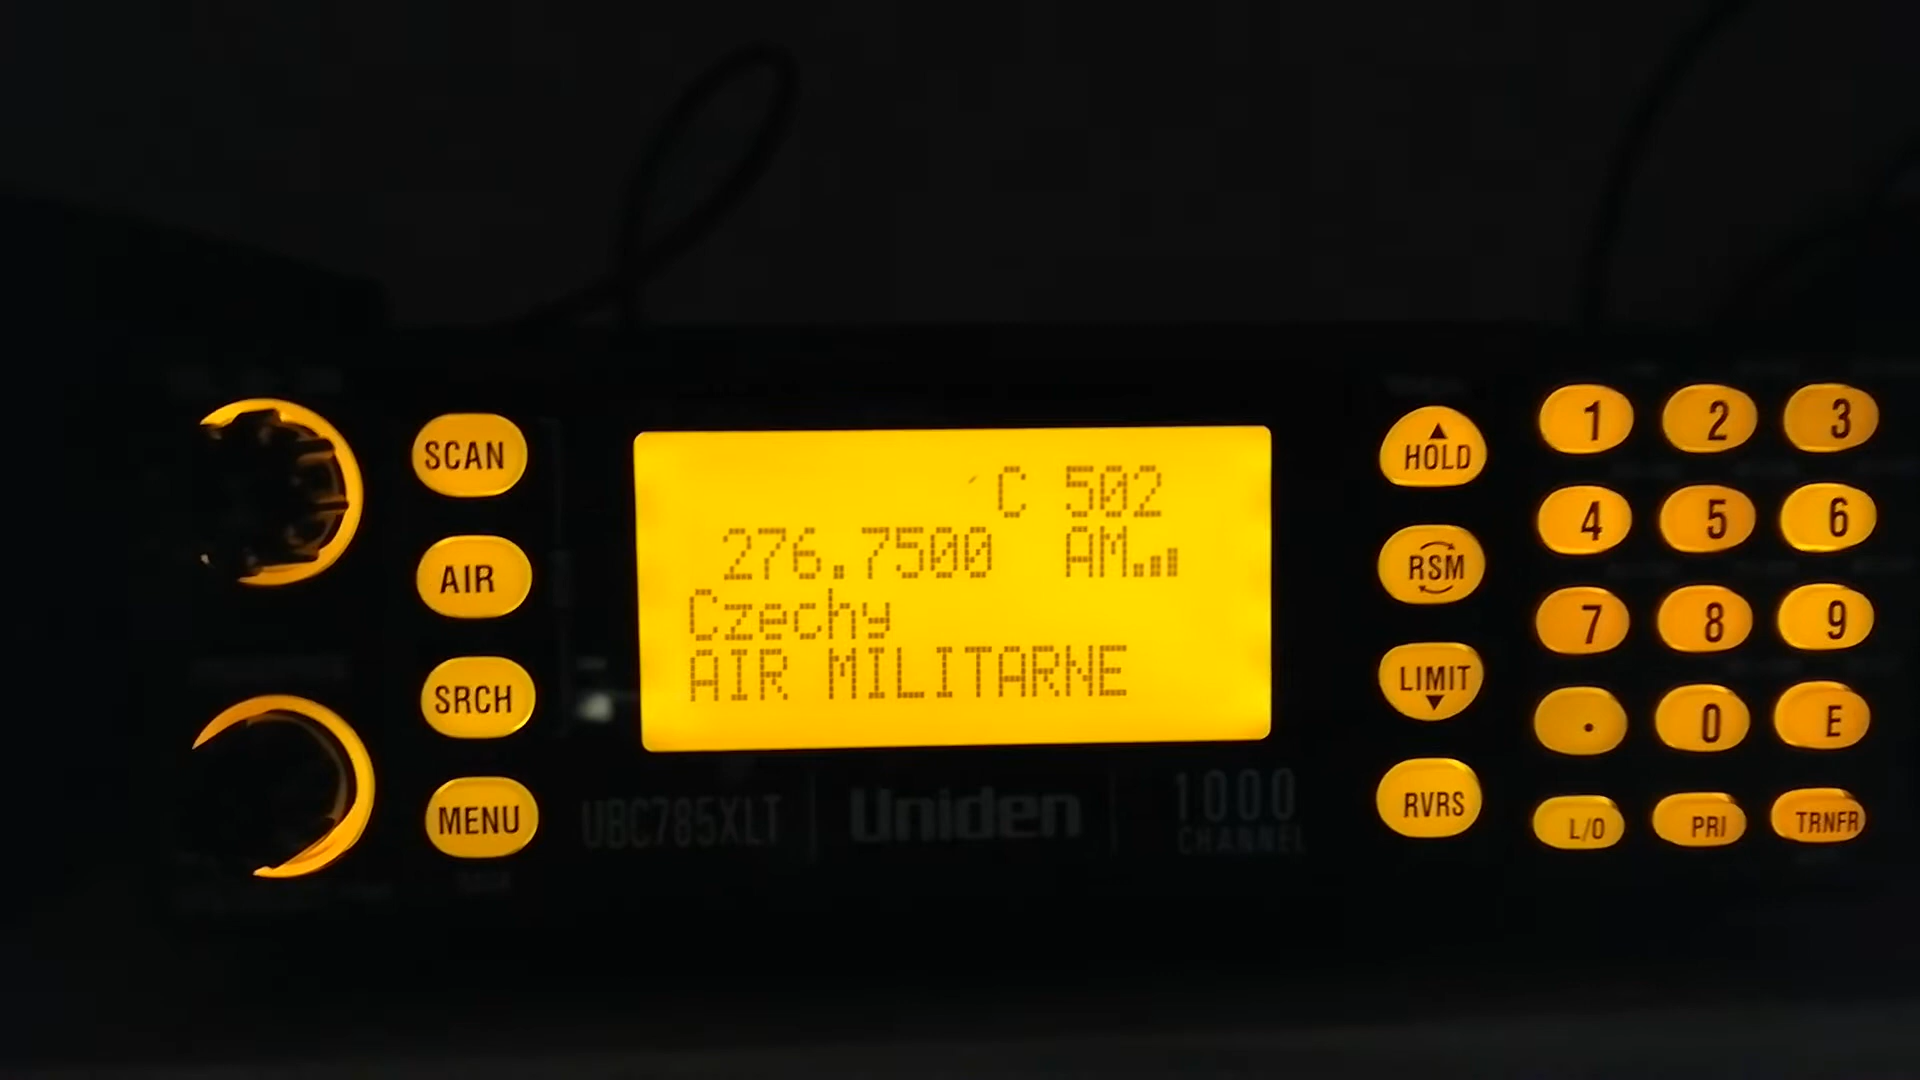 C 502
276.7500 AM
Czechy
AIR MILITARNE
SCAN
AIR
SRCH
MENU
UBC785XLT
Uniden
1000
CHANNEL
HOLD
RSM
LIMIT
RVRS
1 2 3
4 5 6
7 8 9
. 0 E
L/O PRI TRNFR